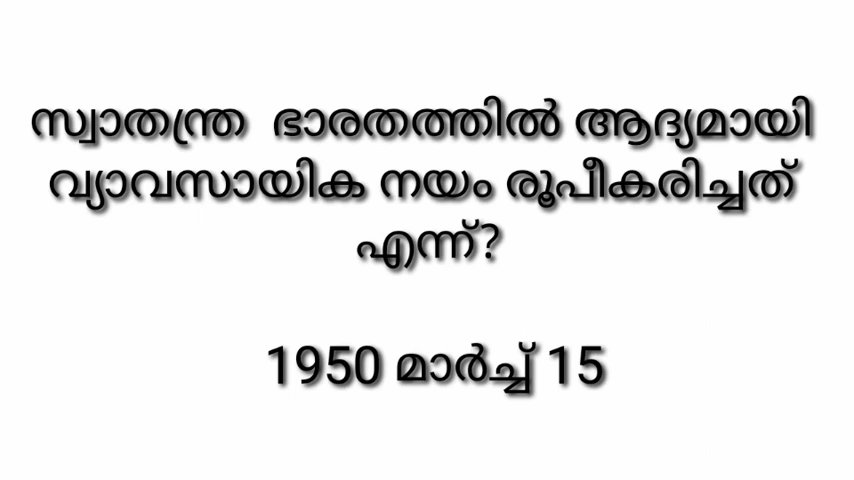 സ്വാതന്ത്ര ഭാരതത്തിൽ ആദ്യമായി
വ്യാവസായിക നയം രൂപീകരിച്ചത്
എന്ന്?
1950 മാർച്ച് 15